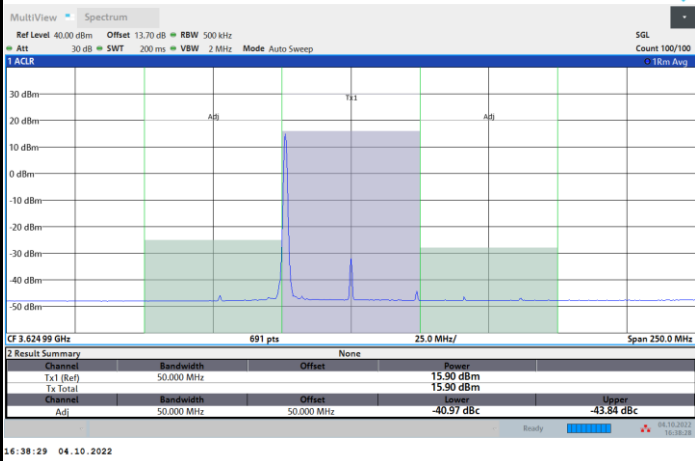 MultiView Spectrum
Ref Level 40.00 dBm Offset 13.70 dB RBW 500 kHz SGL
Att 30 dB SWT 200 ms VBW 2 MHz Mode Auto Sweep Count 100/100
1 ACLR 1Rm Avg
30 dBm
Tx1
20 dBm
Adj Adj
10 dBm
0 dBm
-10 dBm
-20 dBm
-30 dBm
-40 dBm
-50 dBm
CF 3.624 99 GHz 691 pts 25.0 MHz/ Span 250.0 MHz
2 Result Summary None
Channel Bandwidth Offset Power
Tx1 (Ref) 50.000 MHz 15.90 dBm
Tx Total 15.90 dBm
Channel Bandwidth Offset Lower Upper
Adj 50.000 MHz 50.000 MHz -40.97 dBc -43.84 dBc
Ready 04.10.2022
16:38:28
16:38:29 04.10.2022